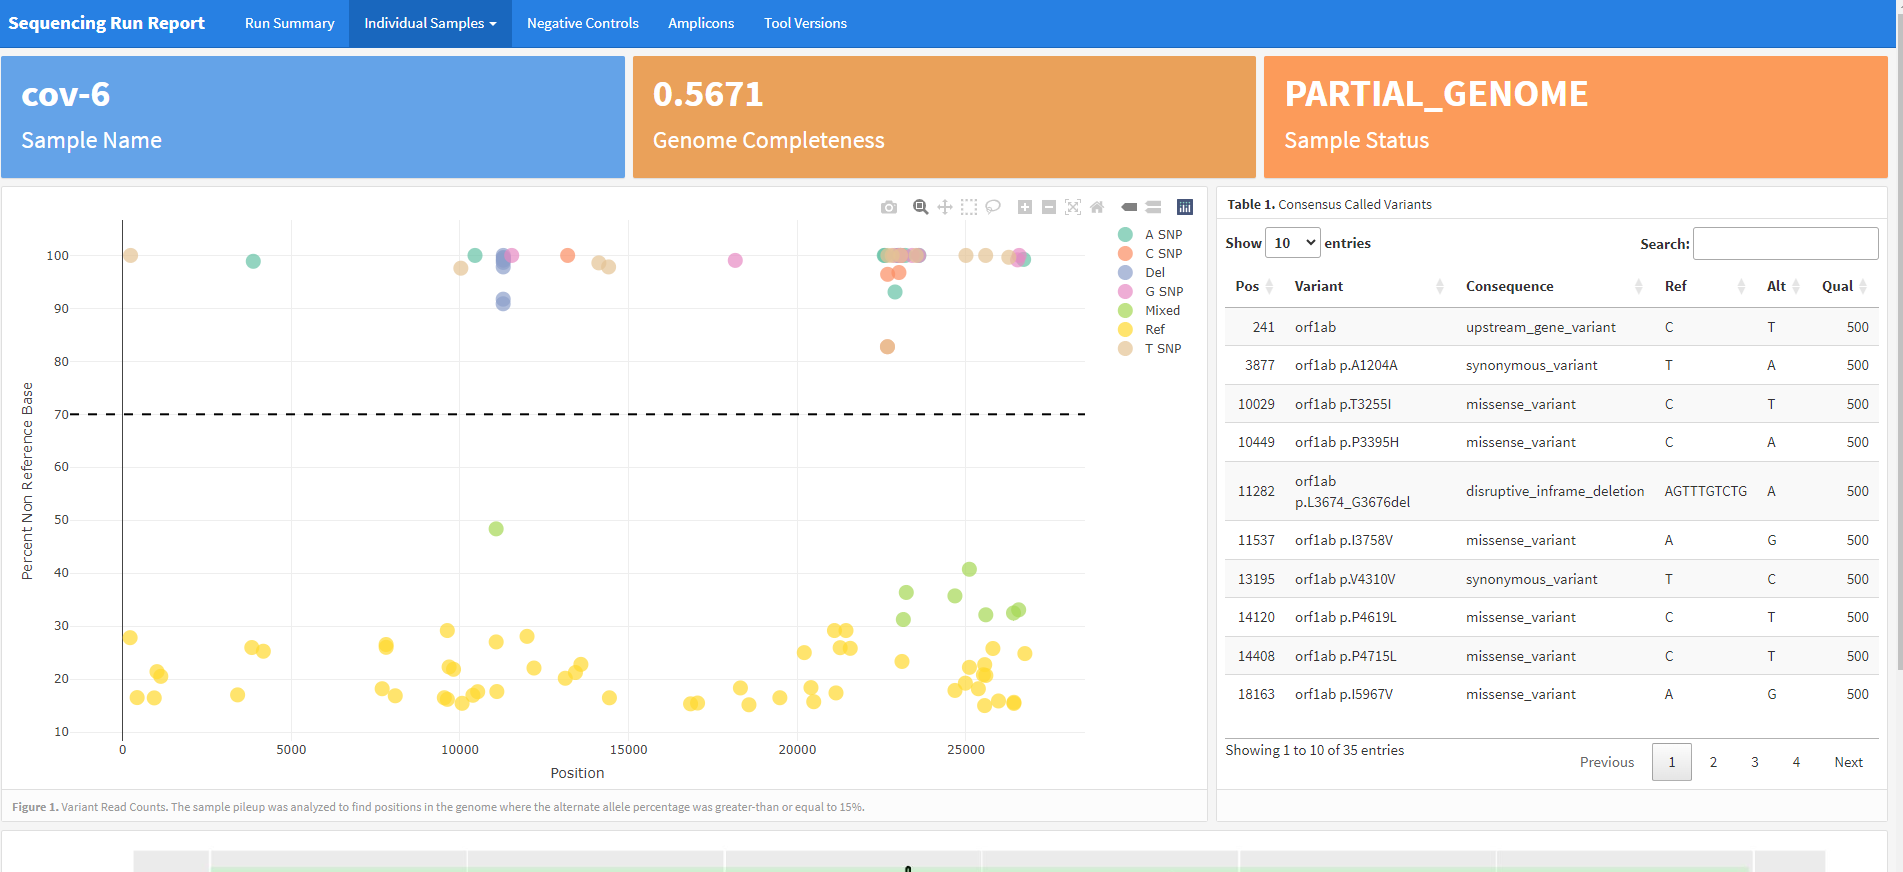 Sequencing Run Report Run Summary Individual Samples Negative Controls Amplicons Tool Versions
cov-6
Sample Name
0.5671
Genome Completeness
PARTIAL_GENOME
Sample Status
100
90
80
70
60
50
40
30
20
10
Percent Non Reference Base
0 5000 10000 15000 20000 25000
Position
A SNP
C SNP
Del
G SNP
Mixed
Ref
T SNP
Figure 1. Variant Read Counts. The sample pileup was analyzed to find positions in the genome where the alternate allele percentage was greater-than or equal to 15%.
Table 1. Consensus Called Variants
Show 10 entries Search:
Pos Variant Consequence Ref Alt Qual
241 orf1ab upstream_gene_variant C T 500
3877 orf1ab p.A1204A synonymous_variant T A 500
10029 orf1ab p.T3255I missense_variant C T 500
10449 orf1ab p.P3395H missense_variant C A 500
11282 orf1ab p.L3674_G3676del disruptive_inframe_deletion AGTTTGTCTG A 500
11537 orf1ab p.I3758V missense_variant A G 500
13195 orf1ab p.V4310V synonymous_variant T C 500
14120 orf1ab p.P4619L missense_variant C T 500
14408 orf1ab p.P4715L missense_variant C T 500
18163 orf1ab p.I5967V missense_variant A G 500
Showing 1 to 10 of 35 entries
Previous 1 2 3 4 Next